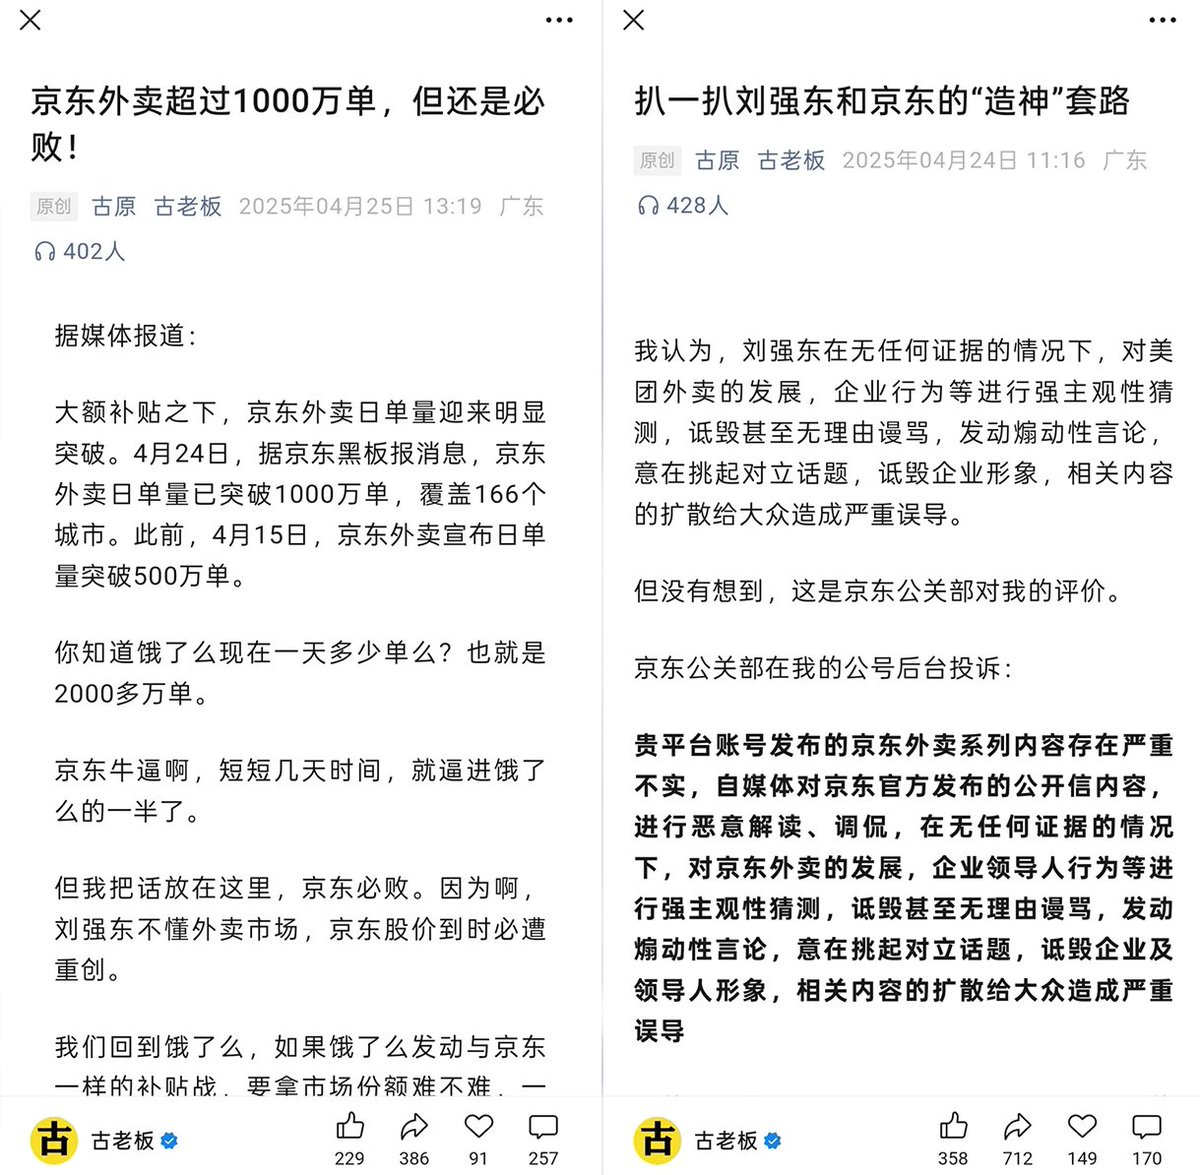 京东外卖超过1000万单，但还是必
败！
原创 古原 古老板 2025年04月25日 13:19 广东
402人
据媒体报道：
大额补贴之下，京东外卖日单量迎来明显
突破。4月24日，据京东黑板报消息，京东
外卖日单量已突破1000万单，覆盖166个
城市。此前，4月15日，京东外卖宣布日单
量突破500万单。
你知道饿了么现在一天多少单么？也就是
2000多万单。
京东牛逼啊，短短几天时间，就逼进饿了
么的一半了。
但我把话放在这里，京东必败。因为啊，
刘强东不懂外卖市场，京东股价到时必遭
重创。
我们回到饿了么，如果饿了么发动与京东
一样的补贴战，要拿市场份额难不难，一
古 古老板
229 386 91 257
扒一扒刘强东和京东的“造神”套路
原创 古原 古老板 2025年04月24日 11:16 广东
428人
我认为，刘强东在无任何证据的情况下，对美
团外卖的发展，企业行为等进行强主观性猜
测，诋毁甚至无理由谩骂，发动煽动性言论，
意在挑起对立话题，诋毁企业形象，相关内容
的扩散给大众造成严重误导。
但没有想到，这是京东公关部对我的评价。
京东公关部在我的公号后台投诉：
贵平台账号发布的京东外卖系列内容存在严重
不实，自媒体对京东官方发布的公开信内容，
进行恶意解读、调侃，在无任何证据的情况
下，对京东外卖的发展，企业领导人行为等进
行强主观性猜测，诋毁甚至无理由谩骂，发动
煽动性言论，意在挑起对立话题，诋毁企业及
领导人形象，相关内容的扩散给大众造成严重
误导
古 古老板
358 712 149 170